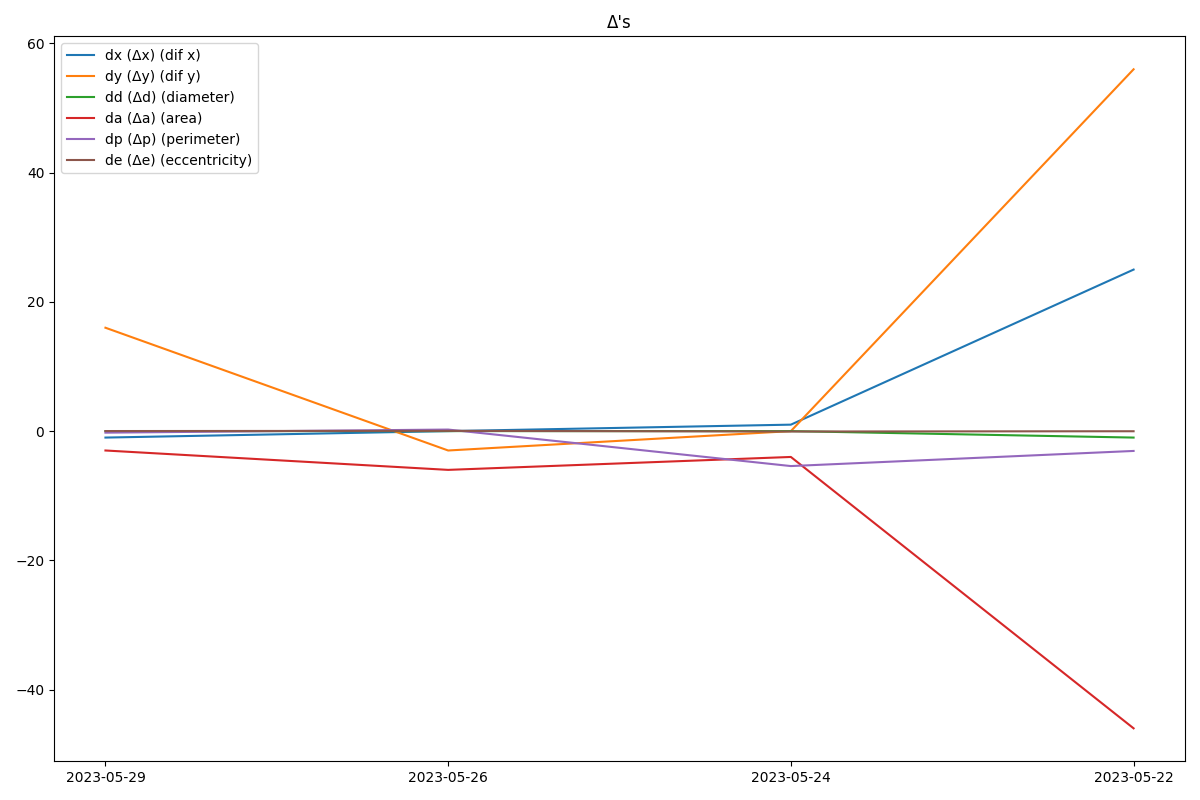 Δ's
dx (Δx) (dif x)
dy (Δy) (dif y)
dd (Δd) (diameter)
da (Δa) (area)
dp (Δp) (perimeter)
de (Δe) (eccentricity)
60
40
20
0
−20
−40
2023-05-29 2023-05-26 2023-05-24 2023-05-22